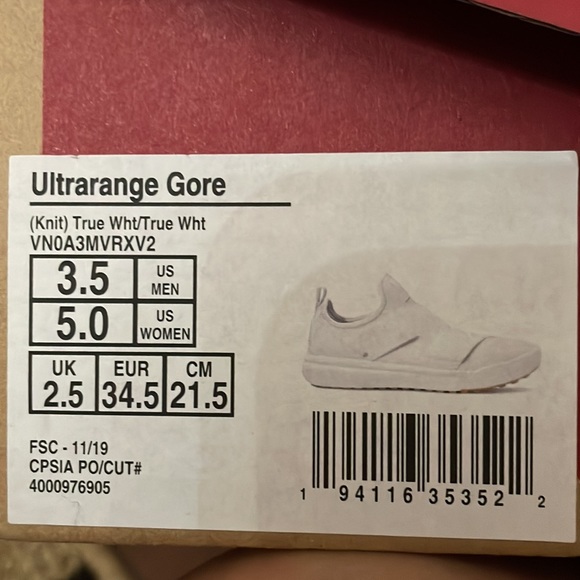 Ultrarange Gore
(Knit) True Wht/True Wht
VN0A3MVRXV2
3.5 US MEN
5.0 US WOMEN
UK EUR CM
2.5 34.5 21.5
FSC - 11/19
CPSIA PO/CUT#
4000976905
1 94116 35352 2